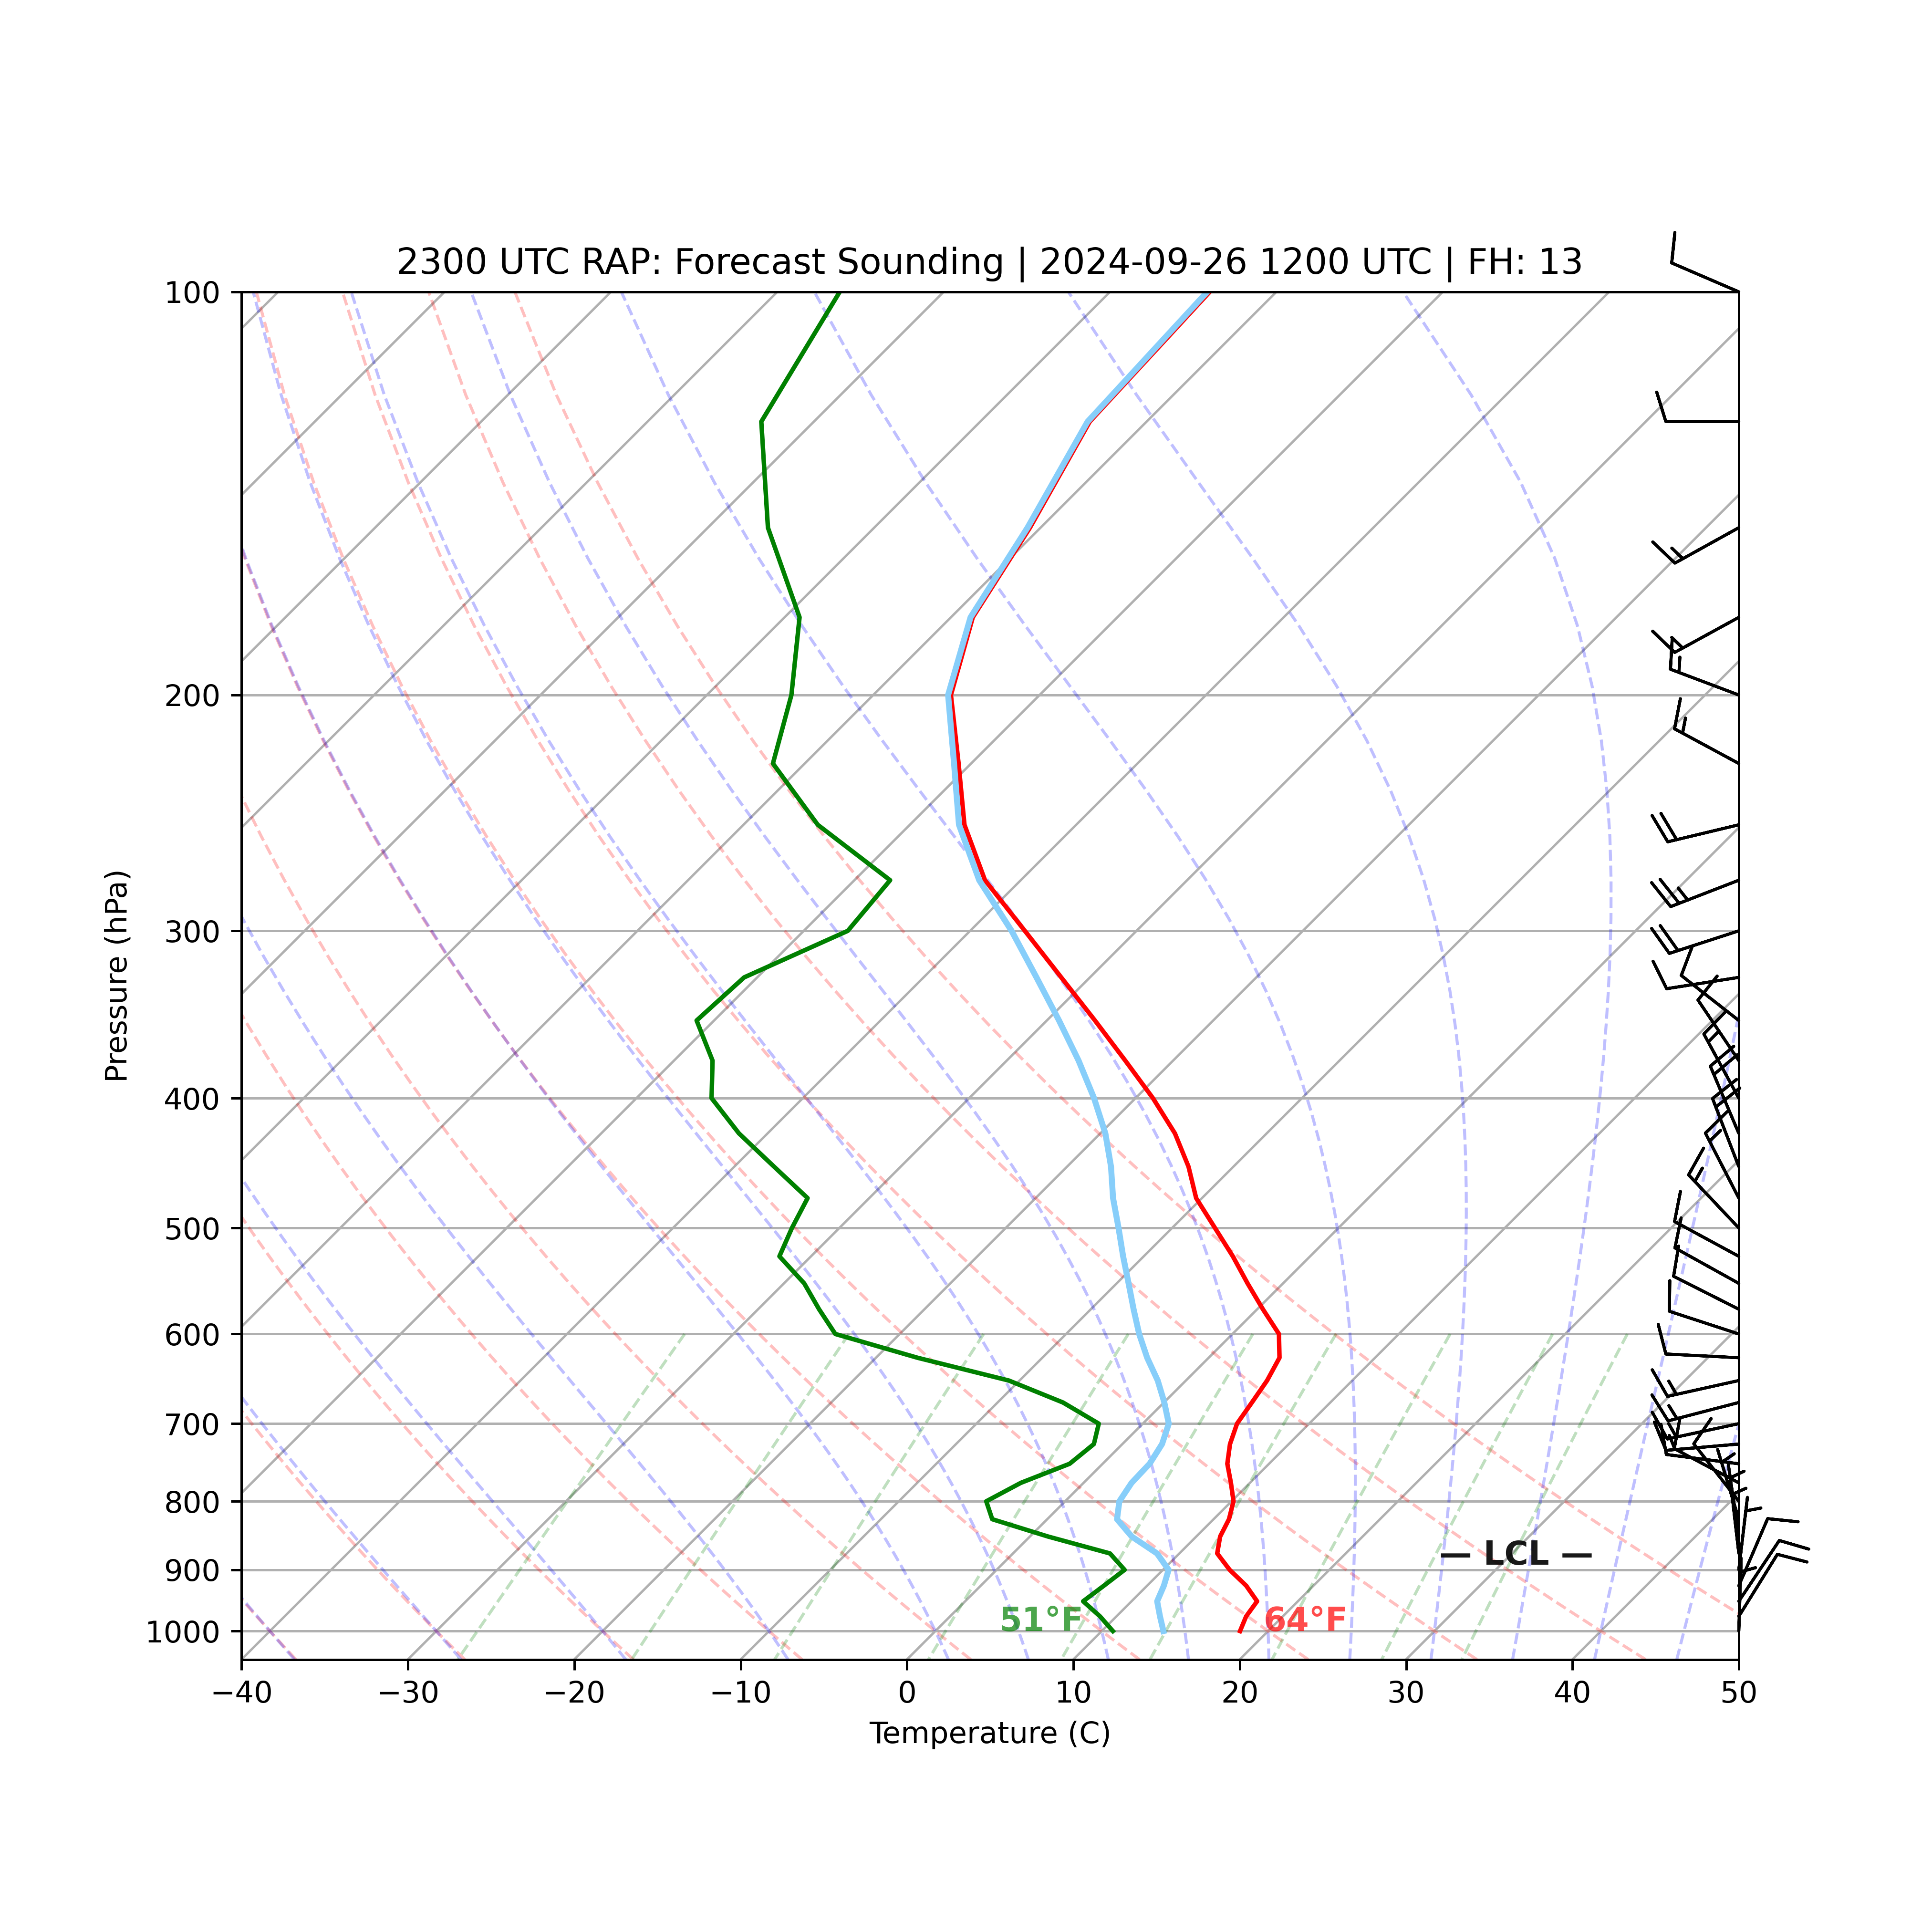 2300 UTC RAP: Forecast Sounding | 2024-09-26 1200 UTC | FH: 13
100
200
300
400
500
600
700
800
900
1000
Pressure (hPa)
— LCL —
51°F
64°F
−40 −30 −20 −10 0 10 20 30 40 50
Temperature (C)